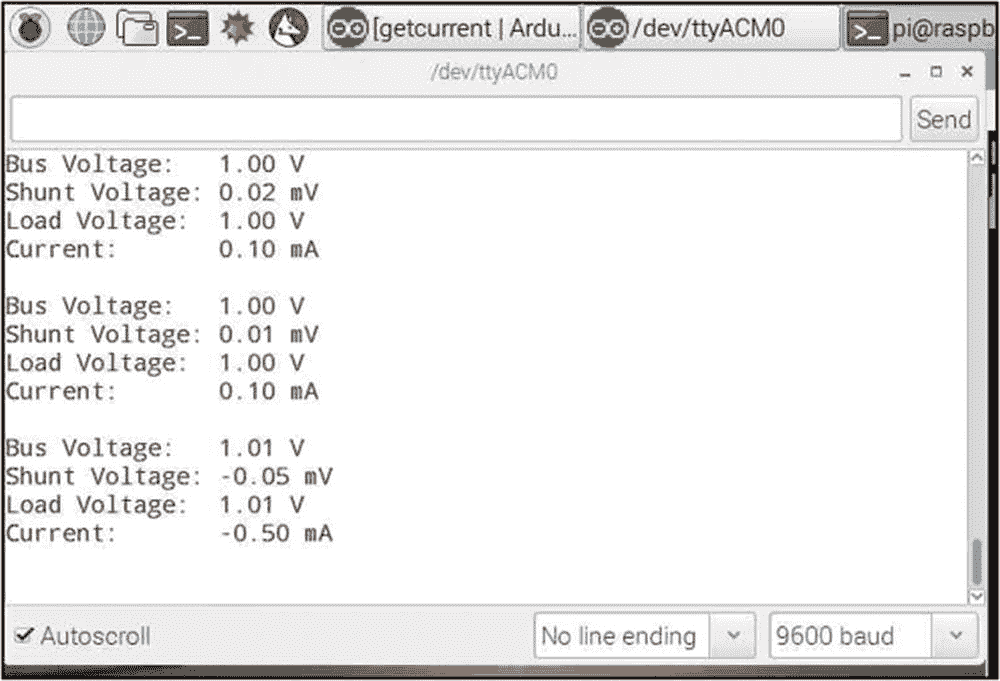 [getcurrent | Ardu... /dev/ttyACM0 pi@raspb
/dev/ttyACM0
Send
Bus Voltage: 1.00 V
Shunt Voltage: 0.02 mV
Load Voltage: 1.00 V
Current: 0.10 mA
Bus Voltage: 1.00 V
Shunt Voltage: 0.01 mV
Load Voltage: 1.00 V
Current: 0.10 mA
Bus Voltage: 1.01 V
Shunt Voltage: -0.05 mV
Load Voltage: 1.01 V
Current: -0.50 mA
Autoscroll No line ending 9600 baud